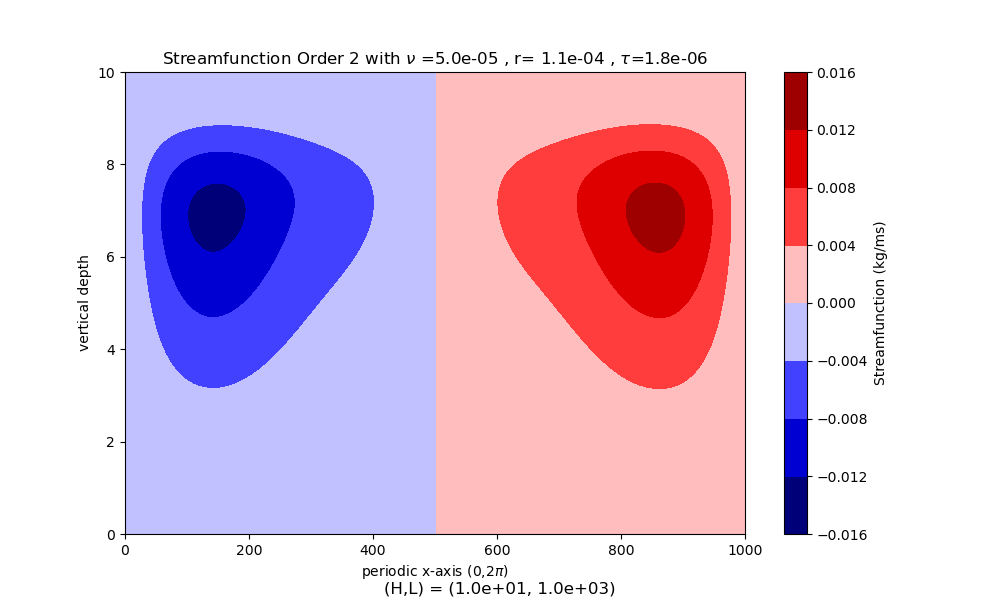 Streamfunction Order 2 with ν =5.0e-05 , r= 1.1e-04 , τ=1.8e-06
10
8
6
4
2
0
vertical depth
0 200 400 600 800 1000
periodic x-axis (0,2π)
(H,L) = (1.0e+01, 1.0e+03)
0.016
0.012
0.008
0.004
0.000
−0.004
−0.008
−0.012
−0.016
Streamfunction (kg/ms)